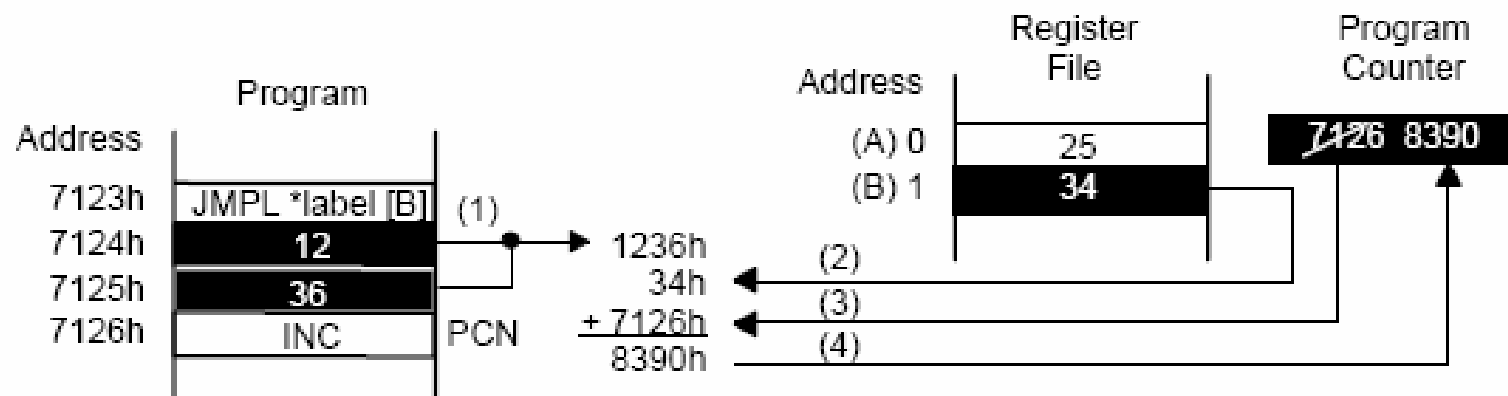 Program
Address
7123h JMPL *label [B]
7124h 12
7125h 36
7126h INC PCN
(1)
1236h
34h
+ 7126h
8390h
(2)
(3)
(4)
Register
File
Address
(A) 0 25
(B) 1 34
Program
Counter
7126 8390